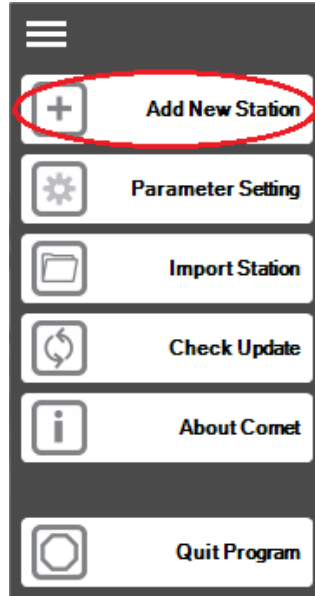 Add New Station
Parameter Setting
Import Station
Check Update
About Comet
Quit Program